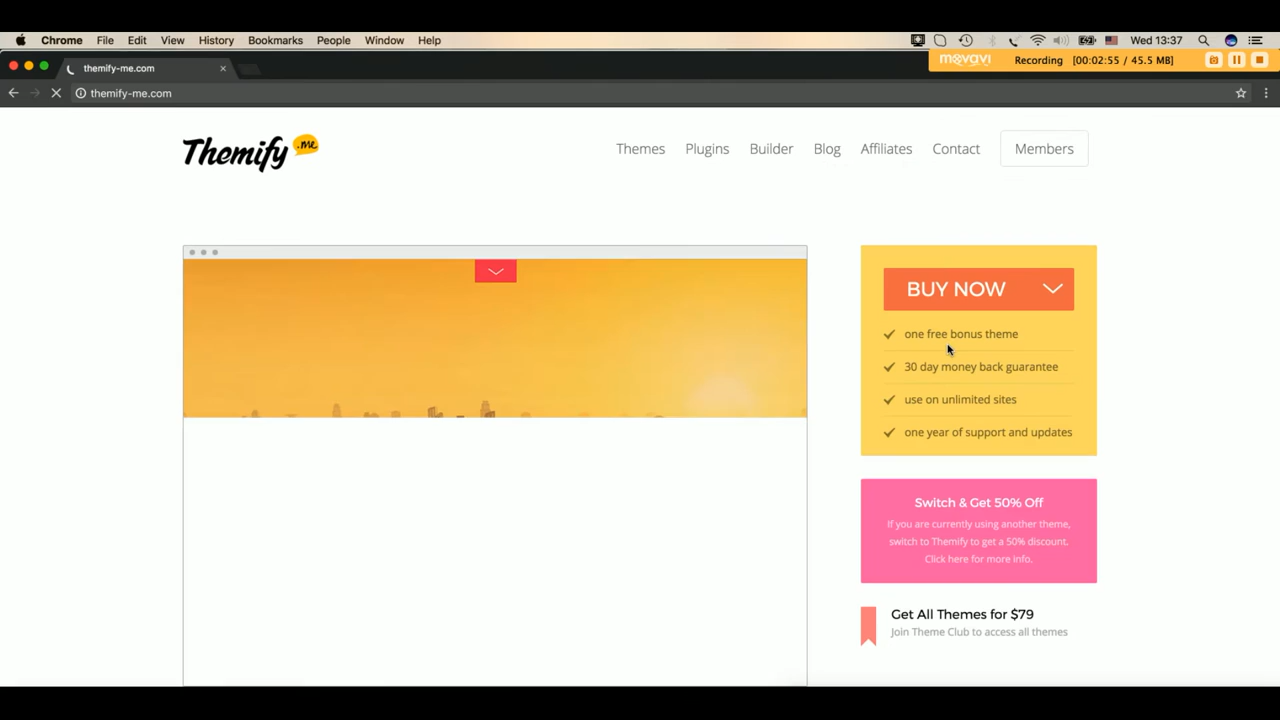 Chrome File Edit View History Bookmarks People Window Help Wed 13:37
themify-me.com
movavi Recording [00:02:55 / 45.5 MB]
themify-me.com
Themify .me
Themes Plugins Builder Blog Affiliates Contact Members
BUY NOW
one free bonus theme
30 day money back guarantee
use on unlimited sites
one year of support and updates
Switch & Get 50% Off
If you are currently using another theme,
switch to Themify to get a 50% discount.
Click here for more info.
Get All Themes for $79
Join Theme Club to access all themes